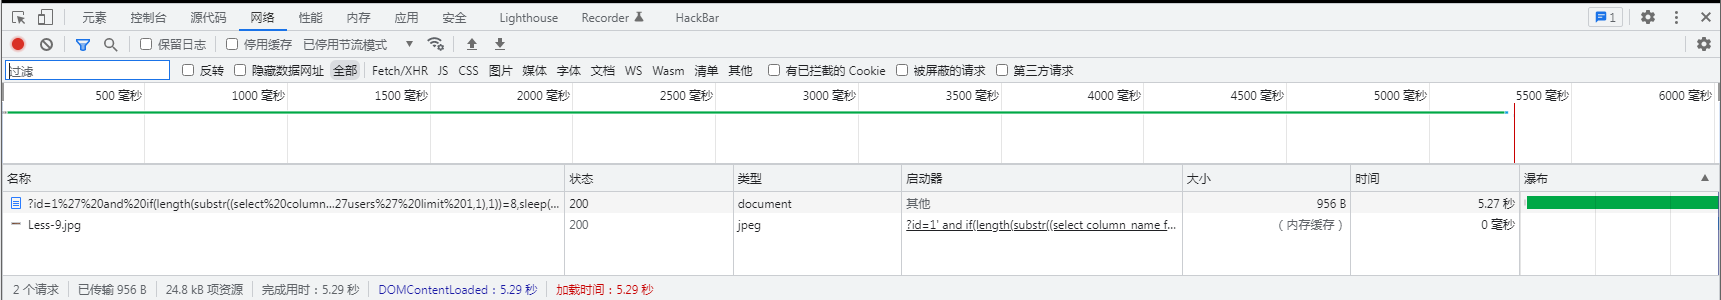 元素 控制台 源代码 网络 性能 内存 应用 安全 Lighthouse Recorder HackBar 1
保留日志 停用缓存 已停用节流模式
过滤 反转 隐藏数据网址 全部 Fetch/XHR JS CSS 图片 媒体 字体 文档 WS Wasm 清单 其他 有已拦截的 Cookie 被屏蔽的请求 第三方请求
500 毫秒 1000 毫秒 1500 毫秒 2000 毫秒 2500 毫秒 3000 毫秒 3500 毫秒 4000 毫秒 4500 毫秒 5000 毫秒 5500 毫秒 6000 毫秒
名称 状态 类型 启动器 大小 时间 瀑布
?id=1%27%20and%20if(length(substr((select%20column...27users%27%20limit%201,1),1))=8,sleep(... 200 document 其他 956 B 5.27 秒
Less-9.jpg 200 jpeg ?id=1' and if(length(substr((select column_name f... (内存缓存) 0 毫秒
2 个请求 已传输 956 B 24.8 kB 项资源 完成用时：5.29 秒 DOMContentLoaded：5.29 秒 加载时间：5.29 秒